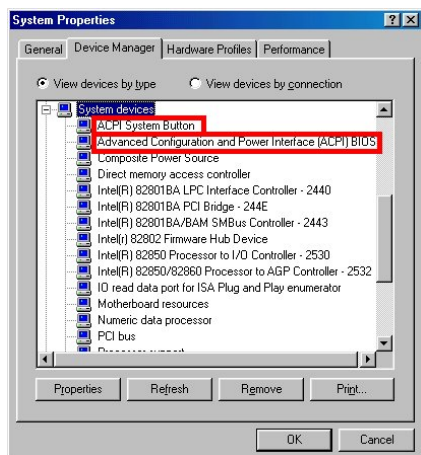 System Properties
General Device Manager Hardware Profiles Performance
View devices by type View devices by connection
System devices
ACPI System Button
Advanced Configuration and Power Interface (ACPI) BIOS
Composite Power Source
Direct memory access controller
Intel(R) 82801BA LPC Interface Controller - 2440
Intel(R) 82801BA PCI Bridge - 244E
Intel(R) 82801BA/BAM SMBus Controller - 2443
Intel(r) 82802 Firmware Hub Device
Intel(R) 82850 Processor to I/O Controller - 2530
Intel(R) 82850/82860 Processor to AGP Controller - 2532
IO read data port for ISA Plug and Play enumerator
Motherboard resources
Numeric data processor
PCI bus
Processor support
Properties Refresh Remove Print...
OK Cancel